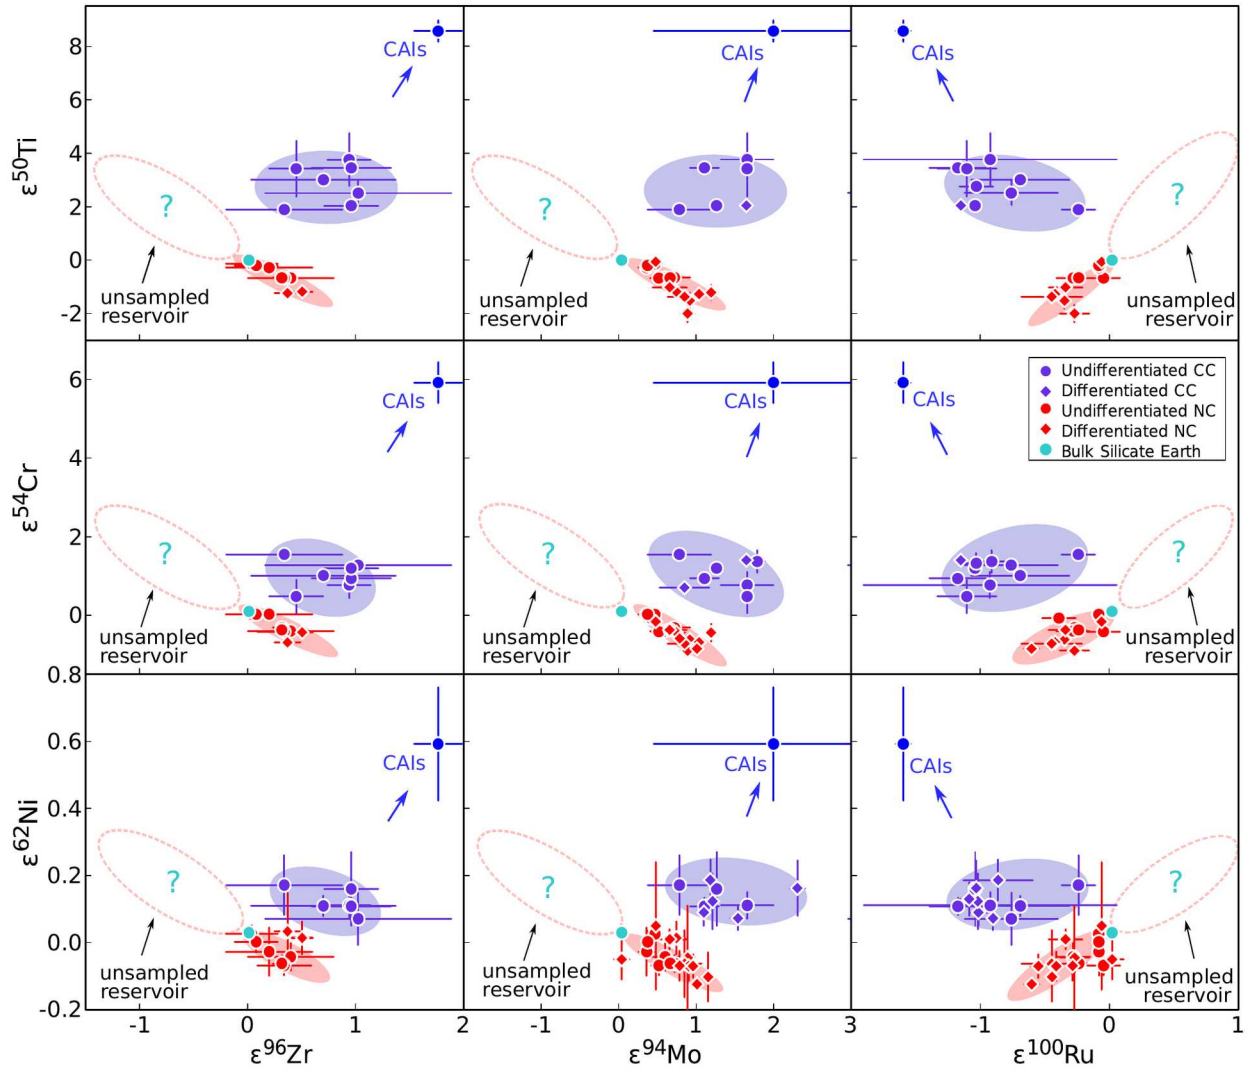 8
6
4
2
0
-2
ε50Ti
CAIs
?
unsampled
reservoir
CAIs
?
unsampled
reservoir
CAIs
?
unsampled
reservoir
6
4
2
0
ε54Cr
CAIs
?
unsampled
reservoir
CAIs
?
unsampled
reservoir
CAIs
Undifferentiated CC
Differentiated CC
Undifferentiated NC
Differentiated NC
Bulk Silicate Earth
?
unsampled
reservoir
0.8
0.6
0.4
0.2
0.0
-0.2
ε62Ni
CAIs
?
unsampled
reservoir
CAIs
?
unsampled
reservoir
CAIs
?
unsampled
reservoir
-1 0 1 2
-1 0 1 2 3
-1 0 1
ε96Zr
ε94Mo
ε100Ru